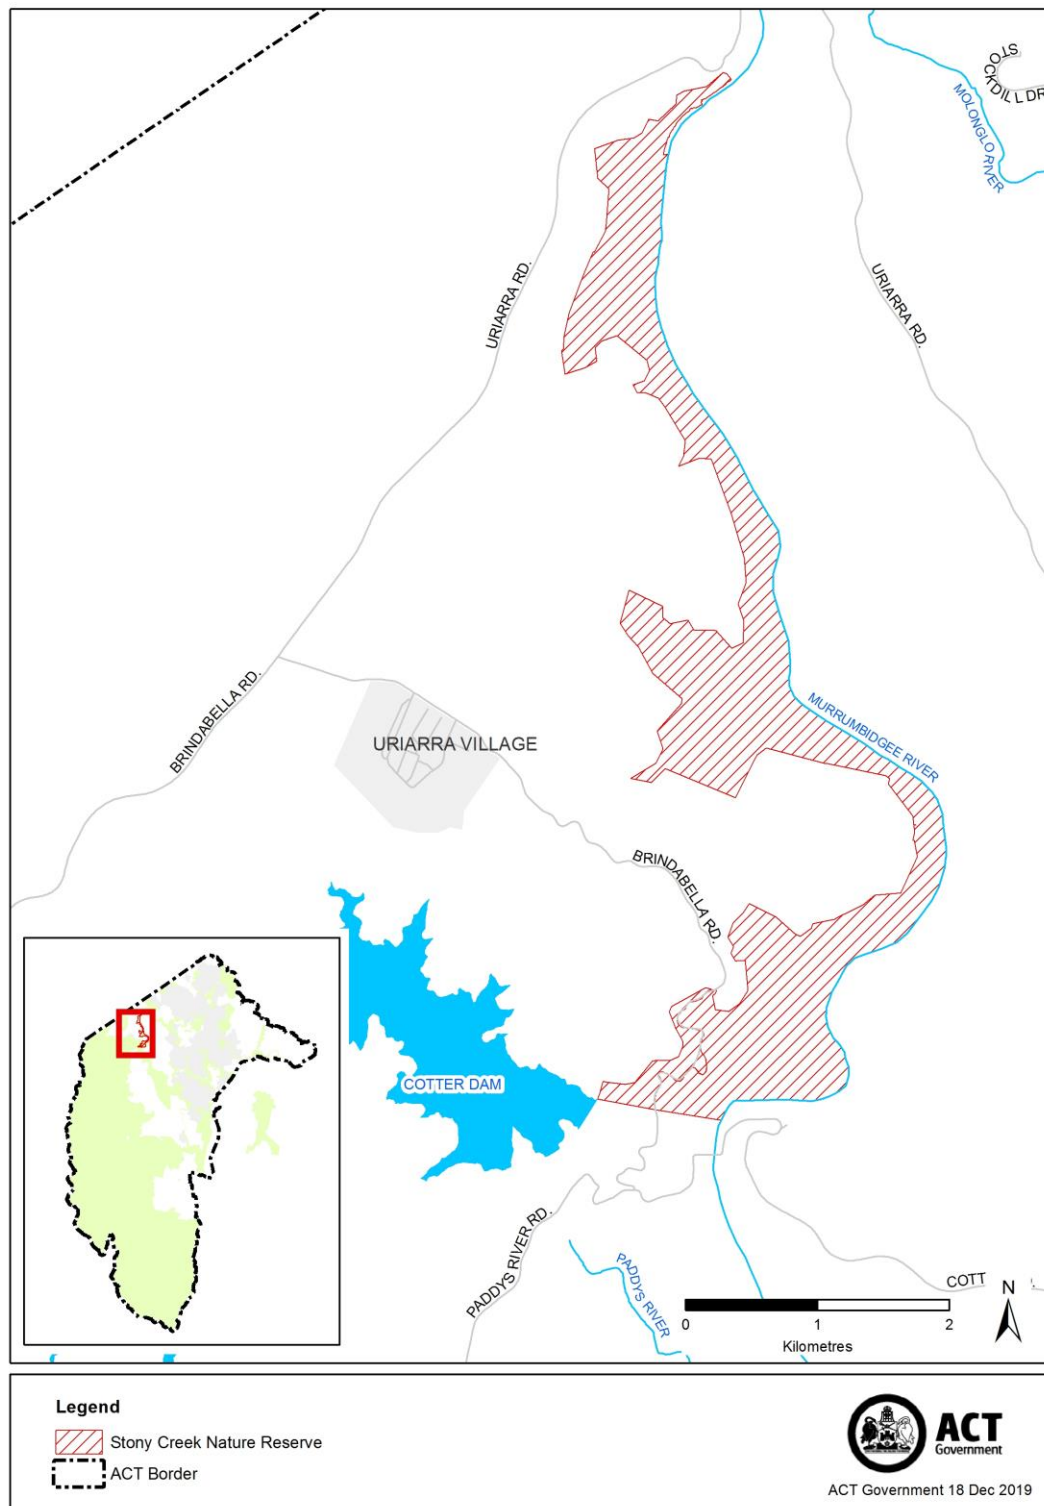 STOCKDILL DR
MOLONGLO RIVER
URIARRA RD.
URIARRA RD.
BRINDABELLA RD.
URIARRA VILLAGE
MURRUMBIDGEE RIVER
BRINDABELLA RD.
COTTER DAM
PADDYS RIVER RD.
PADDYS RIVER
COTT
N
0 1 2
Kilometres
Legend
Stony Creek Nature Reserve
ACT Border
ACT
Government
ACT Government 18 Dec 2019